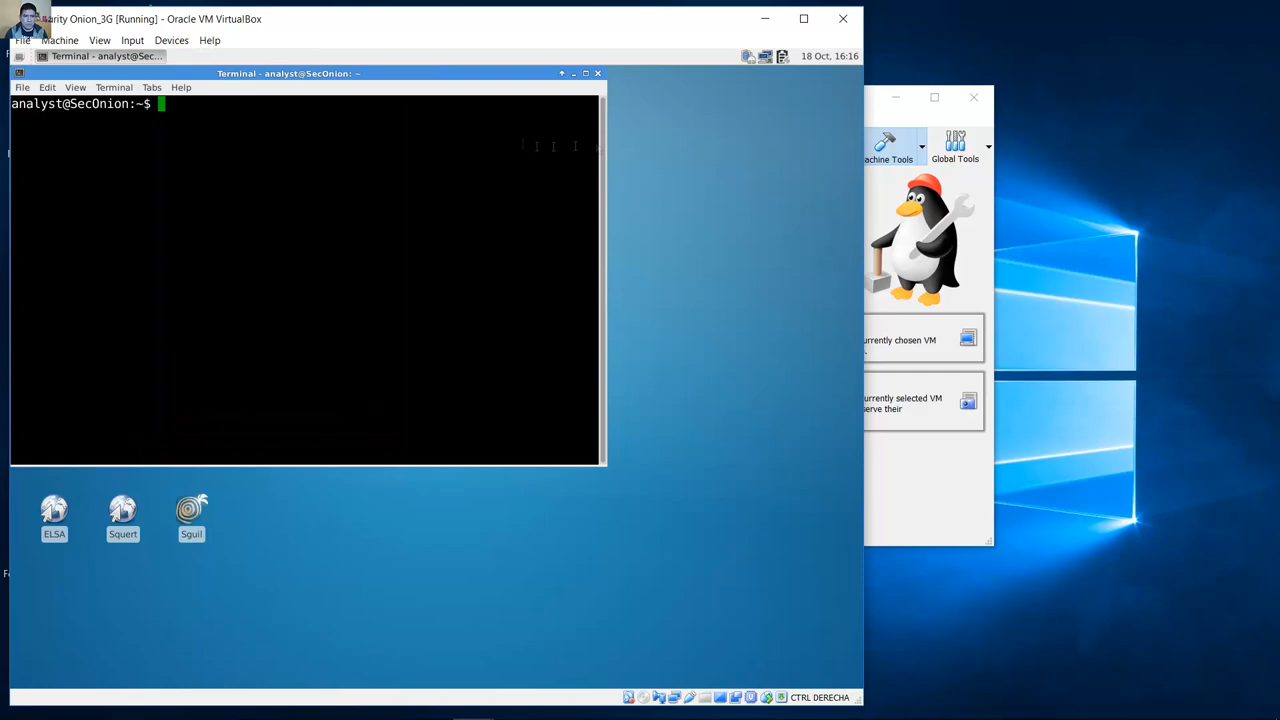 urity Onion_3G [Running] - Oracle VM VirtualBox
File Machine View Input Devices Help
Terminal - analyst@Sec... 18 Oct, 16:16
Terminal - analyst@SecOnion: ~
File Edit View Terminal Tabs Help
analyst@SecOnion:~$
achine Tools Global Tools
urrently chosen VM
.
urrently selected VM
serve their
ELSA Squert Sguil
CTRL DERECHA